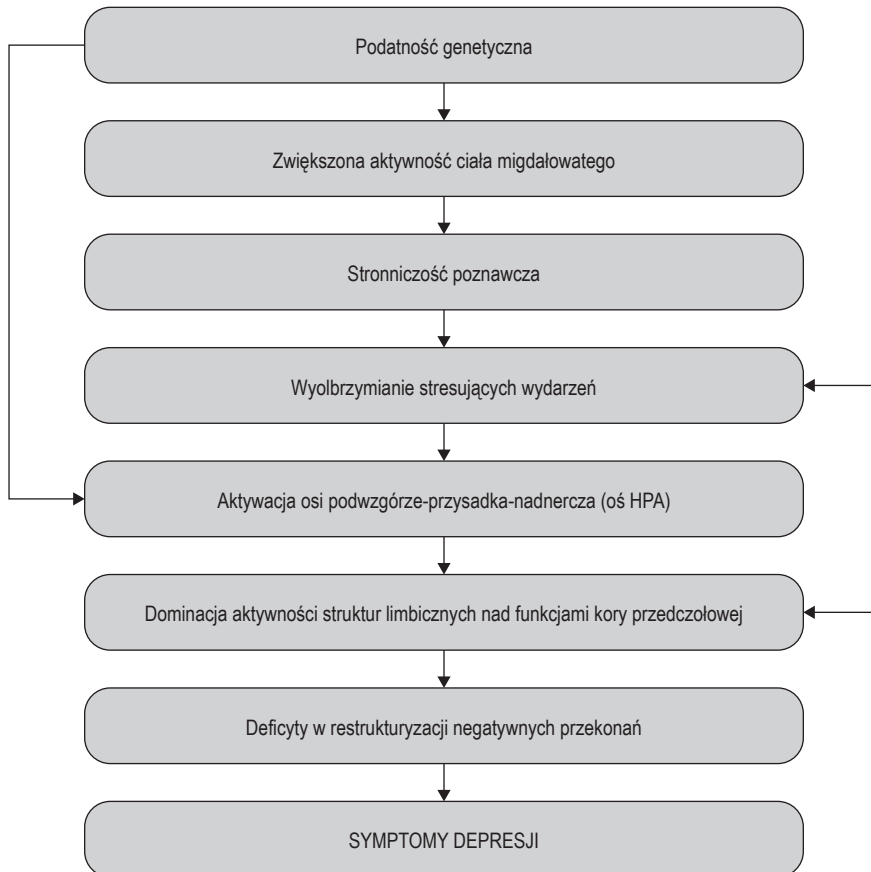 Podatność genetyczna
Zwiększona aktywność ciała migdałowatego
Stronniczość poznawcza
Wyolbrzymianie stresujących wydarzeń
Aktywacja osi podwzgórze-przysadka-nadnercza (oś HPA)
Dominacja aktywności struktur limbicznych nad funkcjami kory przedczołowej
Deficyty w restrukturyzacji negatywnych przekonań
SYMPTOMY DEPRESJI